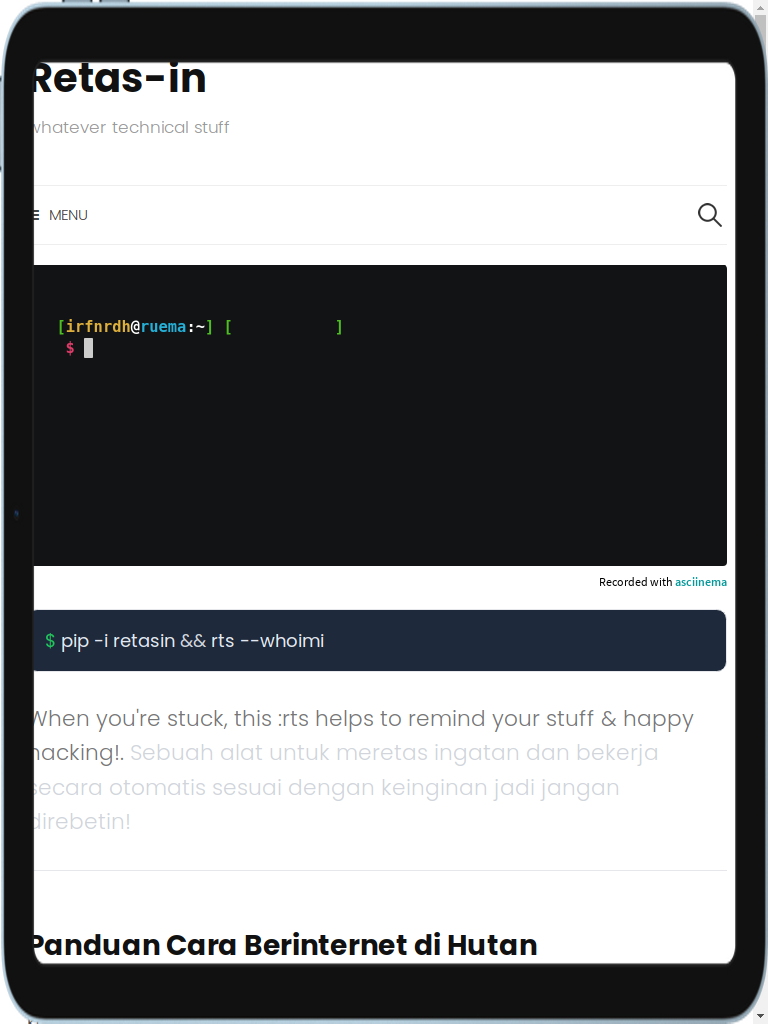 Retas-in
whatever technical stuff
MENU
[irfnrdh@ruema:~] [ ]
$
Recorded with asciinema
$ pip -i retasin && rts --whoimi
When you're stuck, this :rts helps to remind your stuff & happy
hacking!. Sebuah alat untuk meretas ingatan dan bekerja
secara otomatis sesuai dengan keinginan jadi jangan
direbetin!
Panduan Cara Berinternet di Hutan